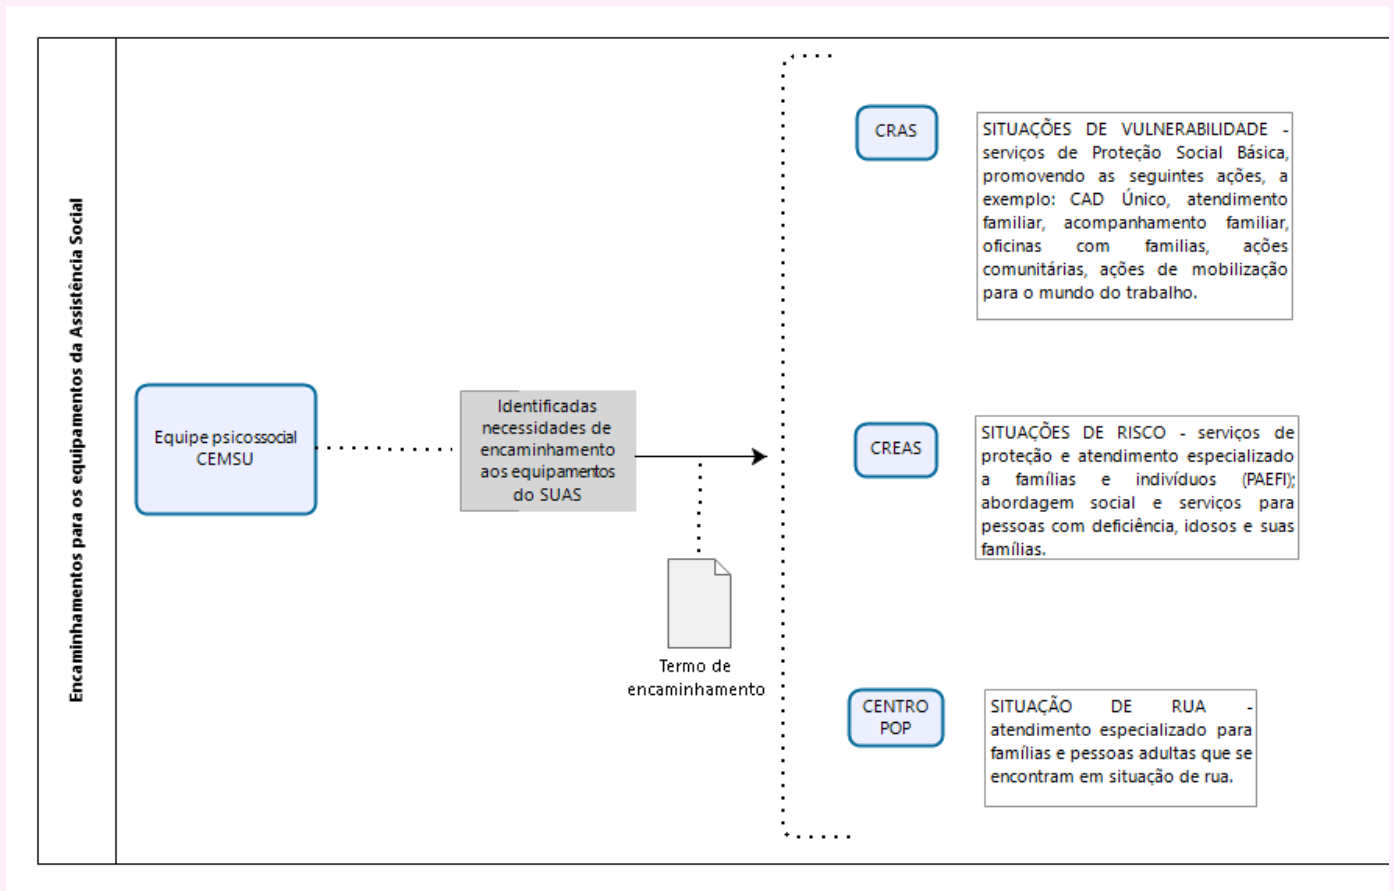 Encaminhamentos para os equipamentos da Assistência Social
Equipe psicossocial
CEMSU
Identificadas
necessidades de
encaminhamento
aos equipamentos
do SUAS
Termo de
encaminhamento
CRAS
SITUAÇÕES DE VULNERABILIDADE -
serviços de Proteção Social Básica,
promovendo as seguintes ações, a
exemplo: CAD Único, atendimento
familiar, acompanhamento familiar,
oficinas com familias, ações
comunitárias, ações de mobilização
para o mundo do trabalho.
CREAS
SITUAÇÕES DE RISCO - serviços de
proteção e atendimento especializado
a famílias e indivíduos (PAEFI);
abordagem social e serviços para
pessoas com deficiência, idosos e suas
famílias.
CENTRO
POP
SITUAÇÃO DE RUA -
atendimento especializado para
famílias e pessoas adultas que se
encontram em situação de rua.